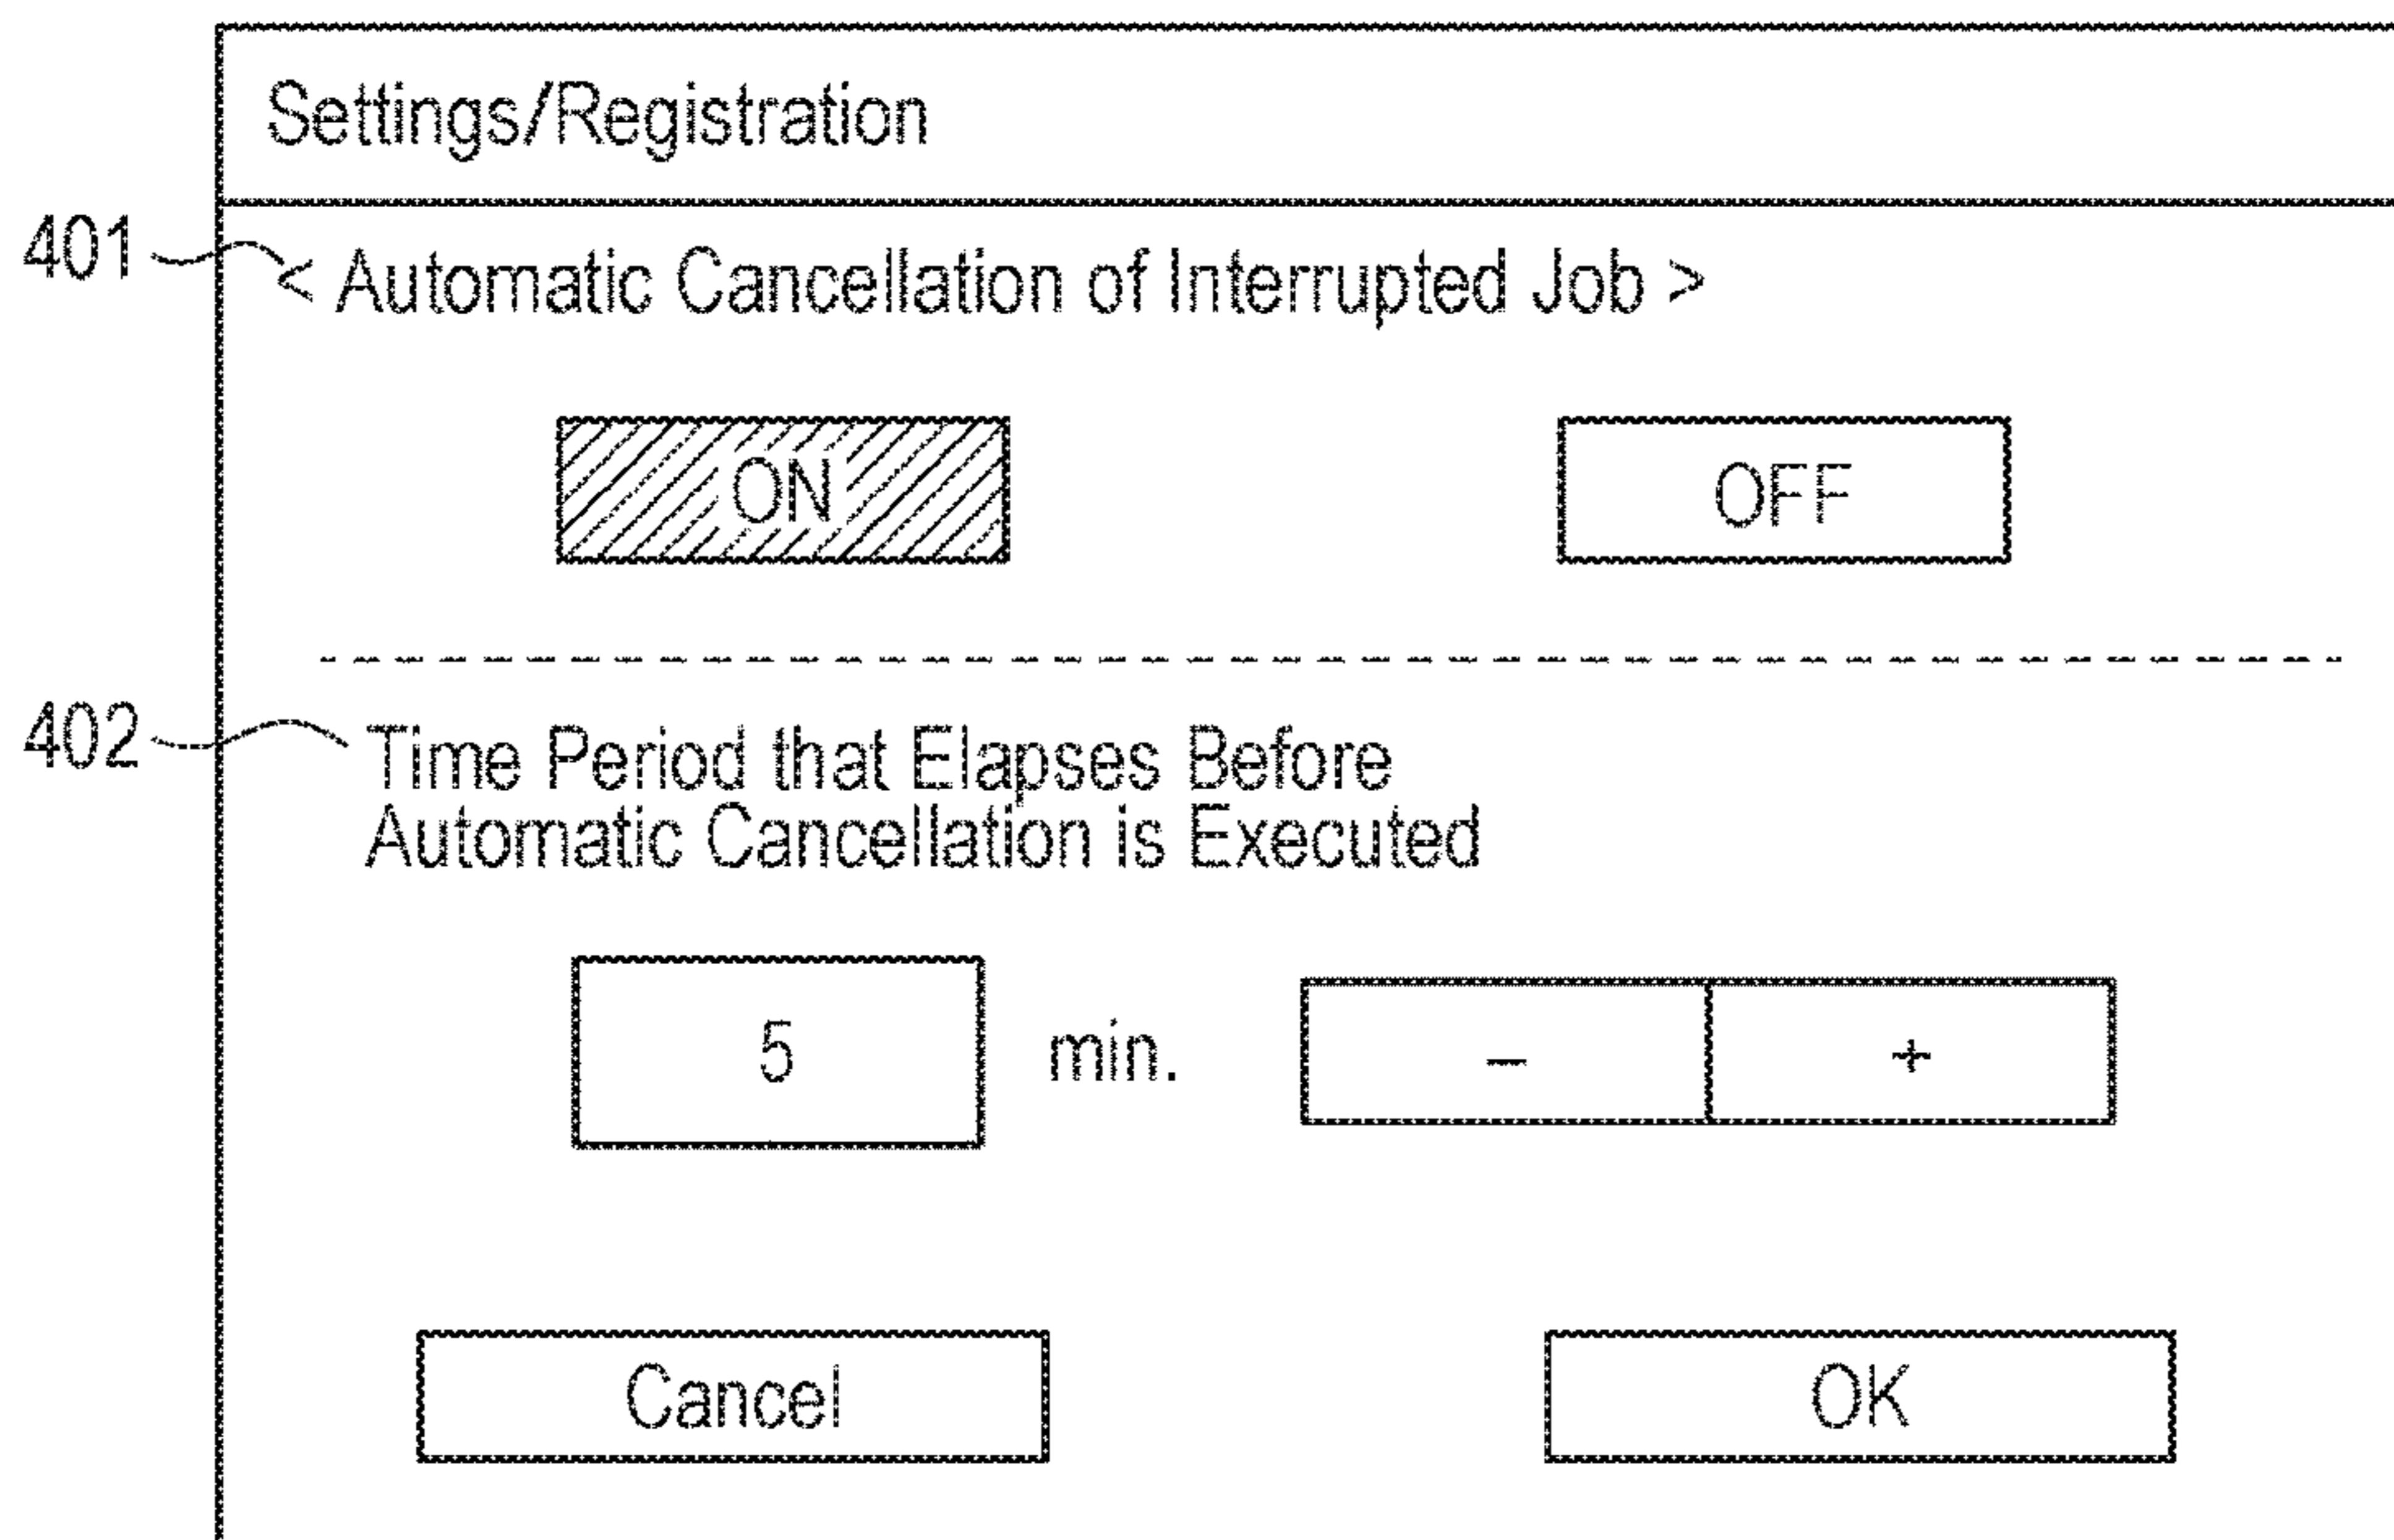 Settings/Registration
401
< Automatic Cancellation of Interrupted Job >
ON OFF
402
Time Period that Elapses Before
Automatic Cancellation is Executed
5 min. – +
Cancel OK